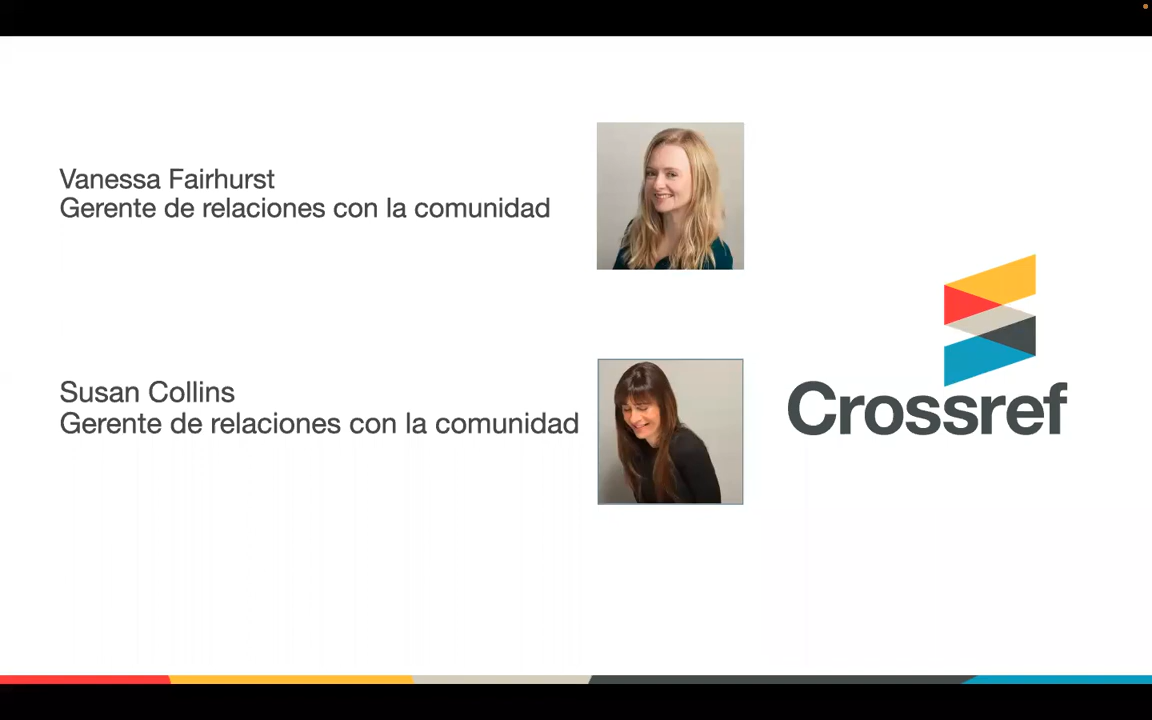 Vanessa Fairhurst
Gerente de relaciones con la comunidad
Susan Collins
Gerente de relaciones con la comunidad
Crossref